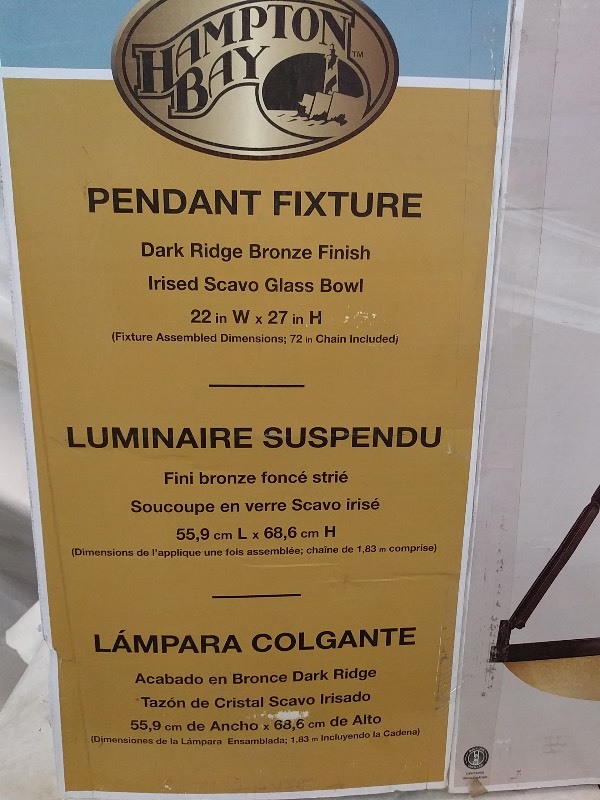 HAMPTON
BAY™
PENDANT FIXTURE
Dark Ridge Bronze Finish
Irised Scavo Glass Bowl
22 in W x 27 in H
(Fixture Assembled Dimensions; 72 in Chain Included)
LUMINAIRE SUSPENDU
Fini bronze foncé strié
Soucoupe en verre Scavo irisé
55,9 cm L x 68,6 cm H
(Dimensions de l'applique une fois assemblée; chaîne de 1,83 m comprise)
LÁMPARA COLGANTE
Acabado en Bronce Dark Ridge
Tazón de Cristal Scavo Irisado
55,9 cm de Ancho x 68,6 cm de Alto
(Dimensiones de la Lámpara Ensamblada; 1,83 m Incluyendo la Cadena)